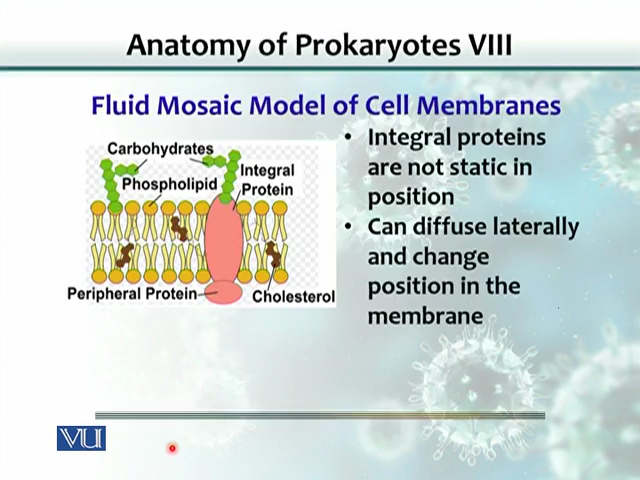 Anatomy of Prokaryotes VIII
Fluid Mosaic Model of Cell Membranes
Carbohydrates
Integral
Protein
Phospholipid
Peripheral Protein
Cholesterol
• Integral proteins
are not static in
position
• Can diffuse laterally
and change
position in the
membrane
VU